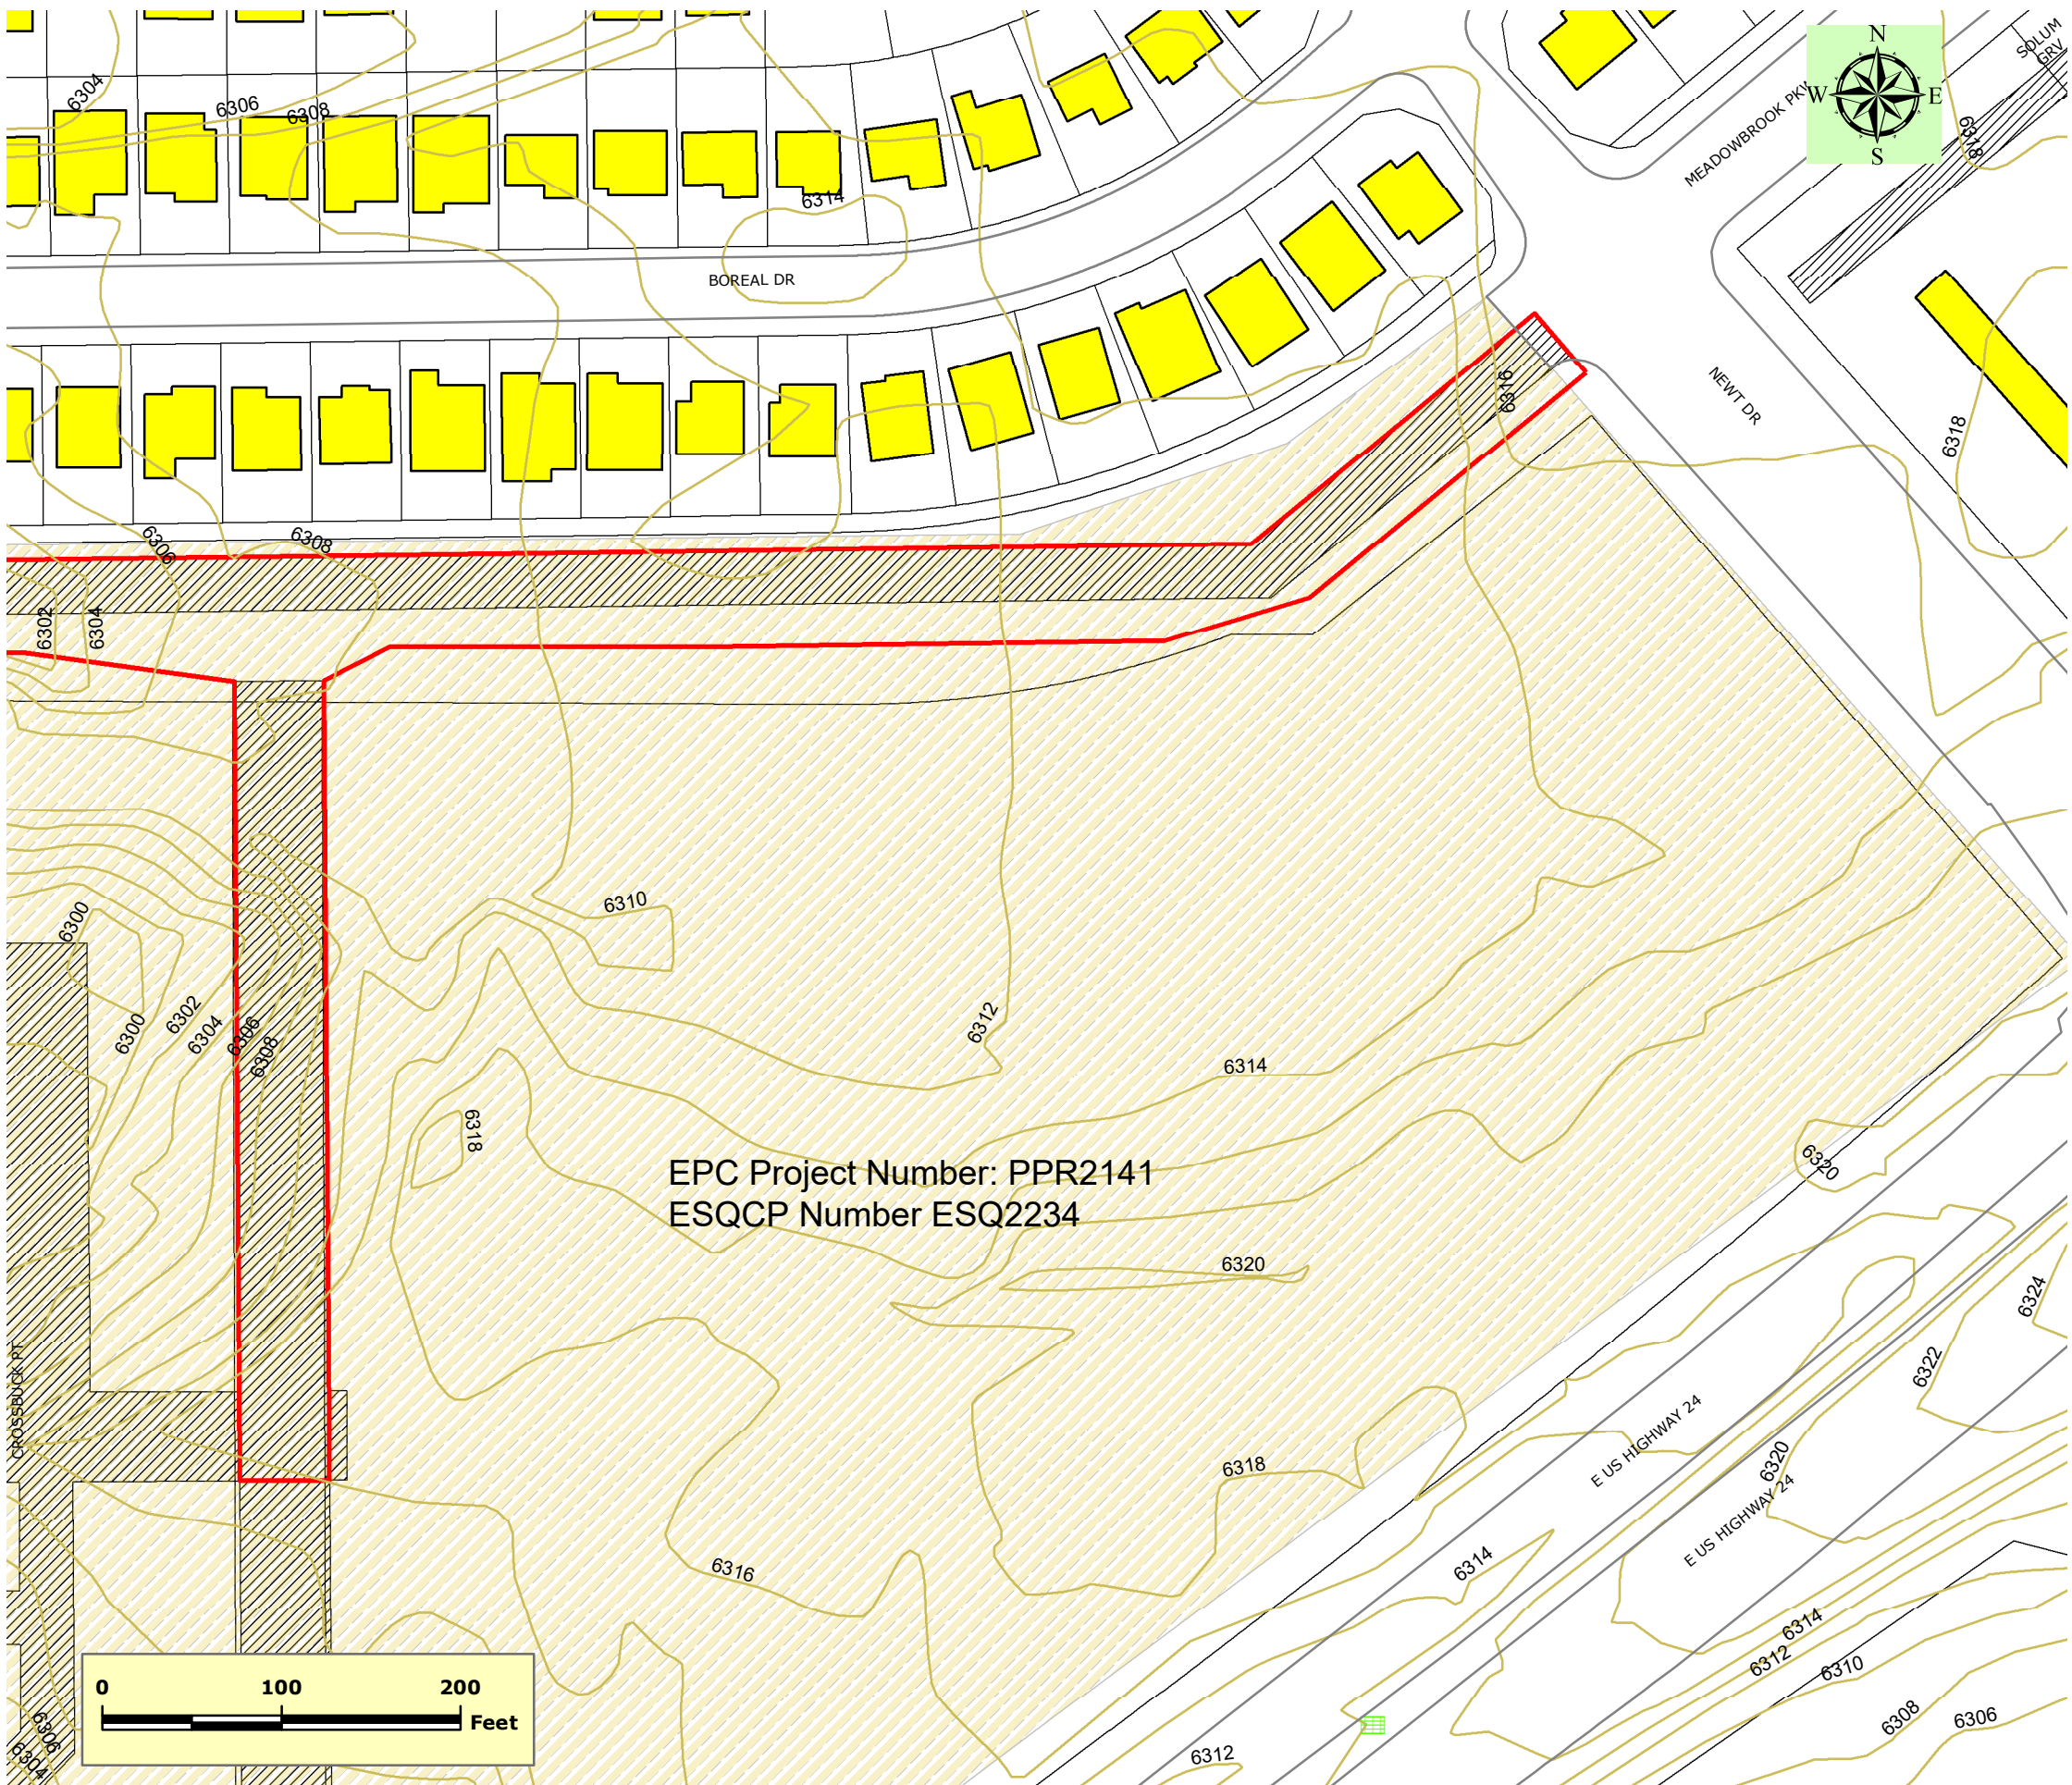 SOLUM
GRV
N
W
E
S
MEADOWBROOK PKW
6304
6306
6308
6318
6314
BOREAL DR
NEWT DR
6316
6318
6306
6308
6302
6304
6300
6310
6300
6302
6304
6306
6308
6312
6314
6318
EPC Project Number: PPR2141
ESQCP Number ESQ2234
6320
6320
6324
6322
CROSSBUCK PT
E US HIGHWAY 24
6320
E US HIGHWAY 24
6318
6316
6314
6314
6312
6310
6308
6306
0 100 200
Feet
6306
6304
6312